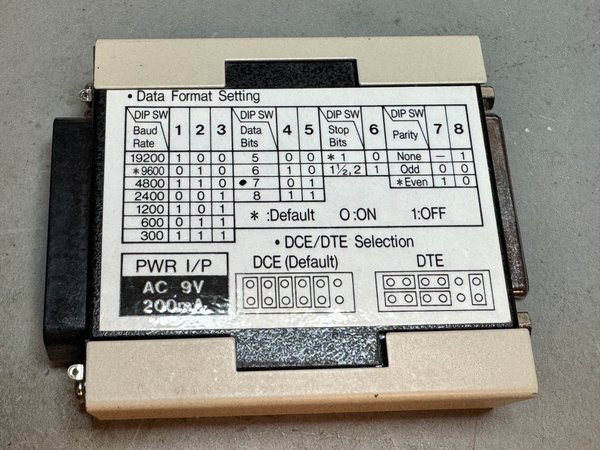 • Data Format Setting
DIP SW 1 2 3 DIP SW 4 5 DIP SW 6 DIP SW 7 8
Baud Rate Data Bits Stop Bits Parity
19200 1 0 0 5 0 0 * 1 0 None — 1
*9600 0 1 0 6 1 0 1½,2 1 Odd 0 0
4800 1 1 0 • 7 0 1 *Even 1 0
2400 0 0 1 8 1 1
1200 1 0 1 * :Default 0:ON 1:OFF
600 0 1 1
300 1 1 1
• DCE/DTE Selection
PWR I/P DCE (Default) DTE
AC 9V
200mA